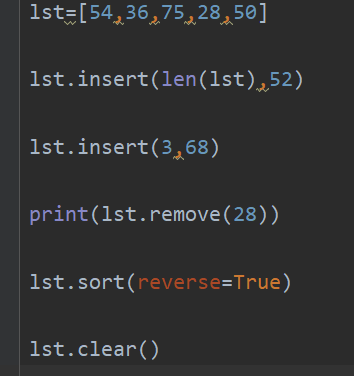 lst=[54,36,75,28,50]
lst.insert(len(lst),52)
lst.insert(3,68)
print(lst.remove(28))
lst.sort(reverse=True)
lst.clear()